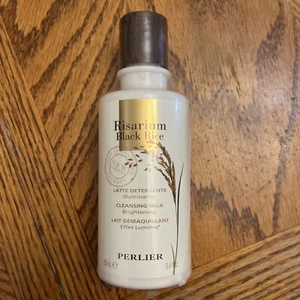 Risarium
Black Rice
LATTE DETERGENTE
Illuminante
CLEANSING MILK
Brightening
LAIT DÉMAQUILLANT
Effet Lumière
PERLIER